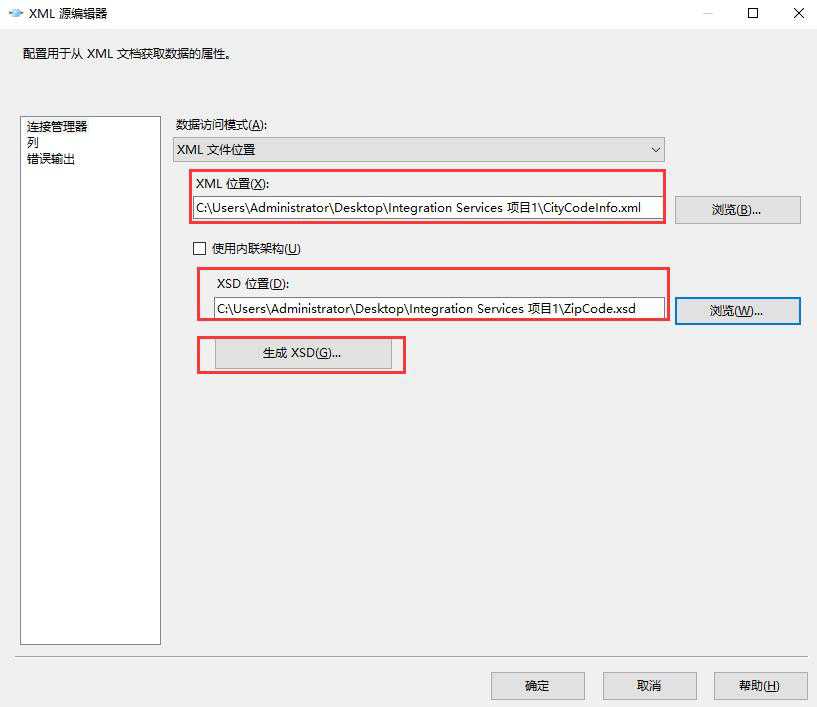 XML 源编辑器
配置用于从 XML 文档获取数据的属性。
连接管理器
列
错误输出
数据访问模式(A):
XML 文件位置
XML 位置(X):
C:\Users\Administrator\Desktop\Integration Services 项目1\CityCodeInfo.xml
浏览(B)...
使用内联架构(U)
XSD 位置(D):
C:\Users\Administrator\Desktop\Integration Services 项目1\ZipCode.xsd
浏览(W)...
生成 XSD(G)...
确定
取消
帮助(H)